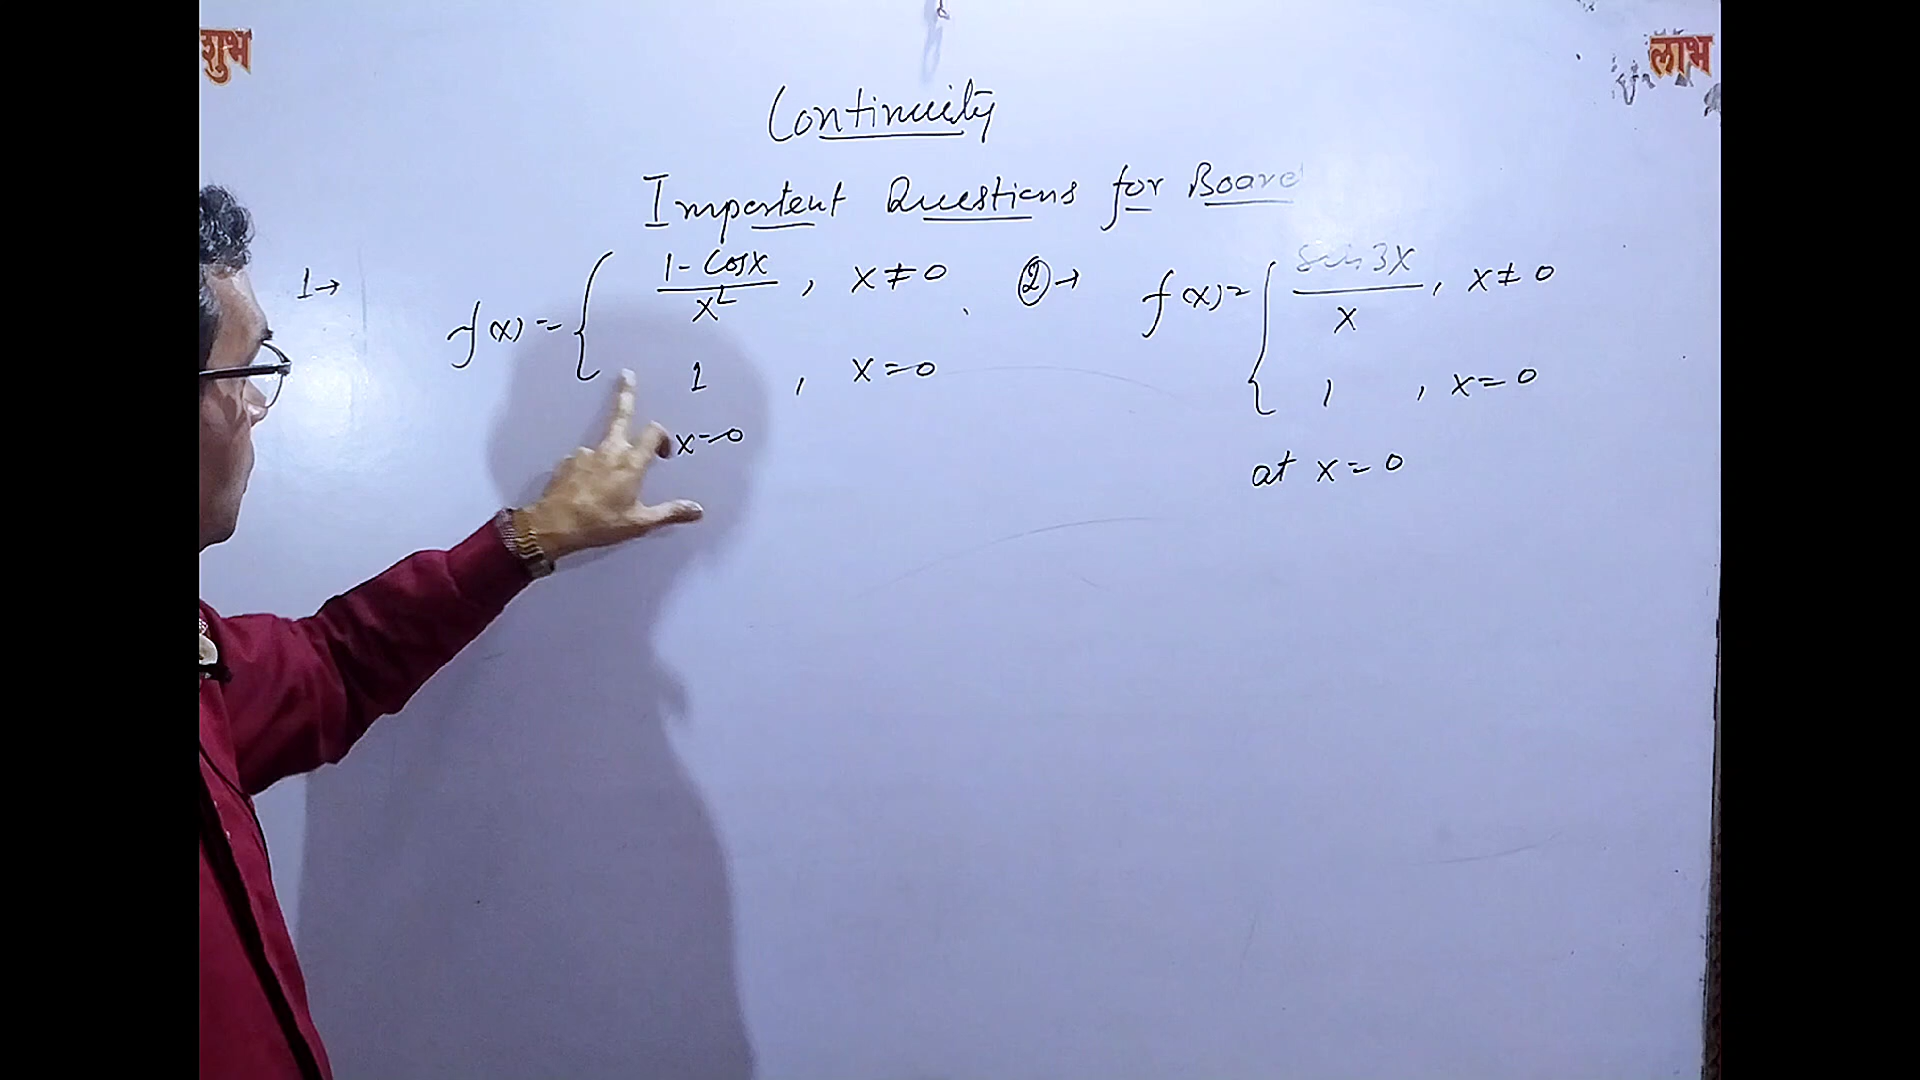 शुभ
लाभ
Continuity
Important Questions for Board
1→ f(x) = { (1-Cosx)/x², x≠0
1, x=0
x=0
②→ f(x) = { (sin3x)/x, x≠0
1, x=0
at x=0